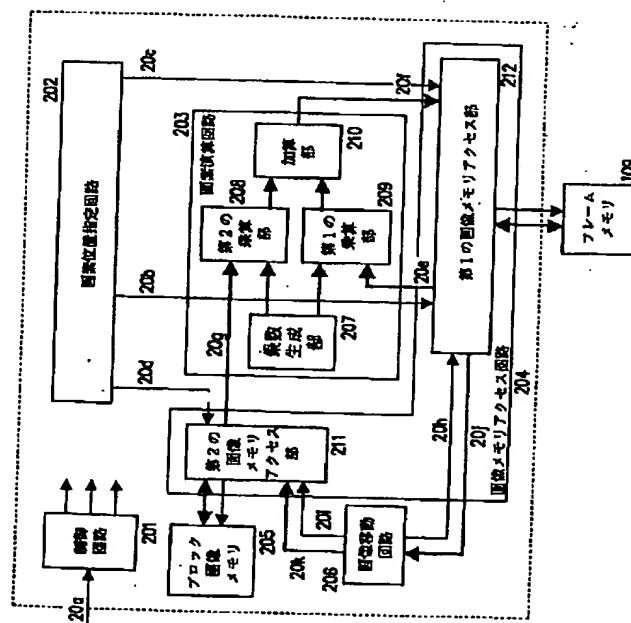 20a
制御
回路
201
画素位置指定回路
202
20d
20b
20c
203
画素演算回路
20g
第2の
乗算
部
208
加算
部
210
20f
係数
生成
部
207
第1の
乗算
部
209
20e
ブロック
画像
メモリ
205
第2の
画像
メモリ
アクセス
部
211
20k
20l
画像移動
回路
206
20h
20j
第1の画像メモリアクセス部
212
画像メモリアクセス回路
204
フレーム
メモリ